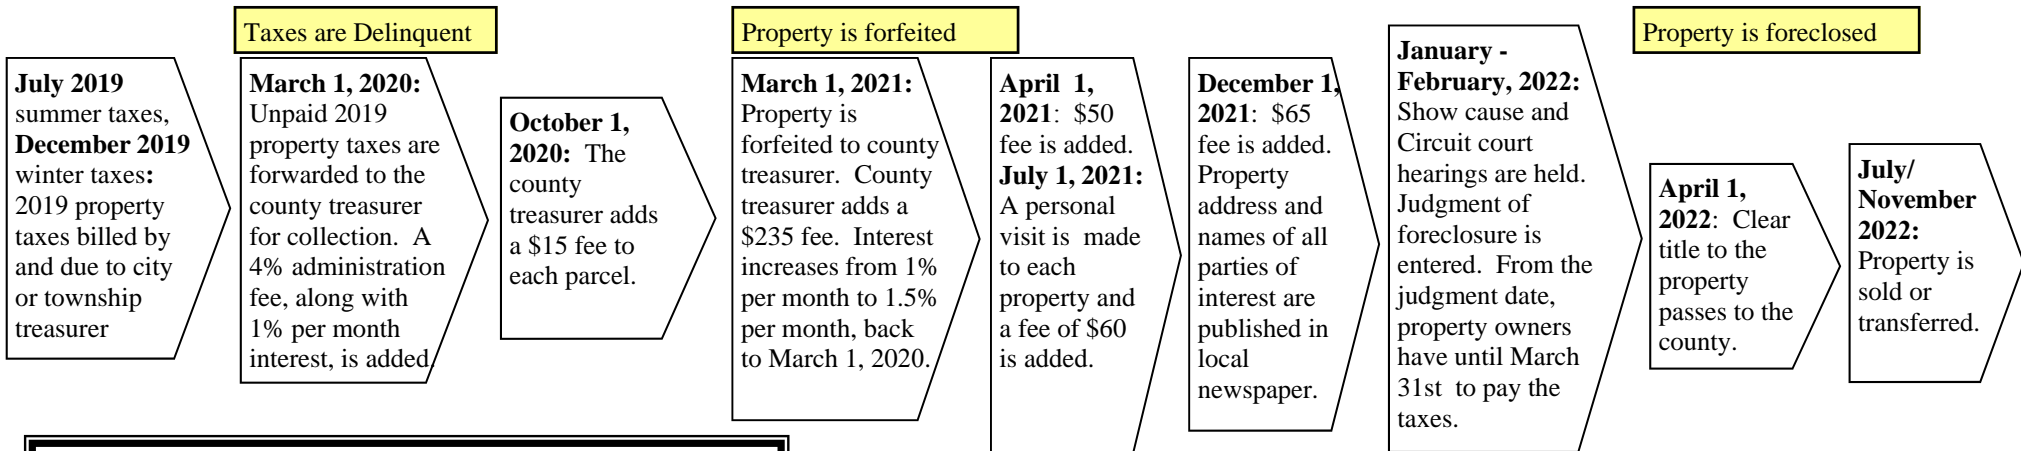 Taxes are Delinquent
Property is forfeited
Property is foreclosed
July 2019
summer taxes,
December 2019
winter taxes:
2019 property
taxes billed by
and due to city
or township
treasurer
March 1, 2020:
Unpaid 2019
property taxes are
forwarded to the
county treasurer
for collection.  A
4% administration
fee, along with
1% per month
interest, is added.
October 1,
2020:  The
county
treasurer adds
a $15 fee to
each parcel.
March 1, 2021:
Property is
forfeited to county
treasurer.  County
treasurer adds a
$235 fee.  Interest
increases from 1%
per month to 1.5%
per month, back
to March 1, 2020.
April  1,
2021:  $50
fee is added.
July 1, 2021:
A personal
visit is  made
to each
property and
a fee of $60
is added.
December 1,
2021:  $65
fee is added.
Property
address and
names of all
parties of
interest are
published in
local
newspaper.
January -
February, 2022:
Show cause and
Circuit court
hearings are held.
Judgment of
foreclosure is
entered.  From the
judgment date,
property owners
have until March
31st  to pay the
taxes.
April 1,
2022:  Clear
title to the
property
passes to the
county.
July/
November
2022:
Property is
sold or
transferred.